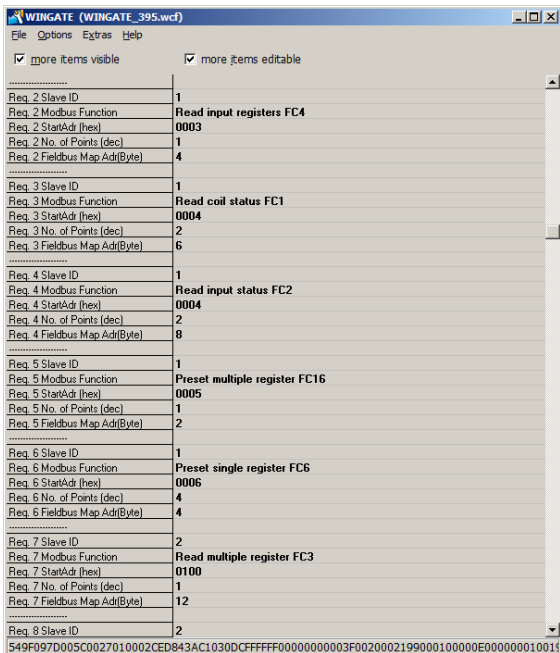 WINGATE (WINGATE_395.wcf)
File Options Extras Help
more items visible more items editable
--------------------
Req. 2 Slave ID 1
Req. 2 Modbus Function Read input registers FC4
Req. 2 StartAdr (hex) 0003
Req. 2 No. of Points (dec) 1
Req. 2 Fieldbus Map Adr(Byte) 4
--------------------
Req. 3 Slave ID 1
Req. 3 Modbus Function Read coil status FC1
Req. 3 StartAdr (hex) 0004
Req. 3 No. of Points (dec) 2
Req. 3 Fieldbus Map Adr(Byte) 6
--------------------
Req. 4 Slave ID 1
Req. 4 Modbus Function Read input status FC2
Req. 4 StartAdr (hex) 0004
Req. 4 No. of Points (dec) 2
Req. 4 Fieldbus Map Adr(Byte) 8
--------------------
Req. 5 Slave ID 1
Req. 5 Modbus Function Preset multiple register FC16
Req. 5 StartAdr (hex) 0005
Req. 5 No. of Points (dec) 1
Req. 5 Fieldbus Map Adr(Byte) 2
--------------------
Req. 6 Slave ID 1
Req. 6 Modbus Function Preset single register FC6
Req. 6 StartAdr (hex) 0006
Req. 6 No. of Points (dec) 4
Req. 6 Fieldbus Map Adr(Byte) 4
--------------------
Req. 7 Slave ID 2
Req. 7 Modbus Function Read multiple register FC3
Req. 7 StartAdr (hex) 0100
Req. 7 No. of Points (dec) 1
Req. 7 Fieldbus Map Adr(Byte) 12
--------------------
Req. 8 Slave ID 2
549F097D005C0027010002CED843AC1030DCFFFFFF00000000003F0020002199000100000E00000001001